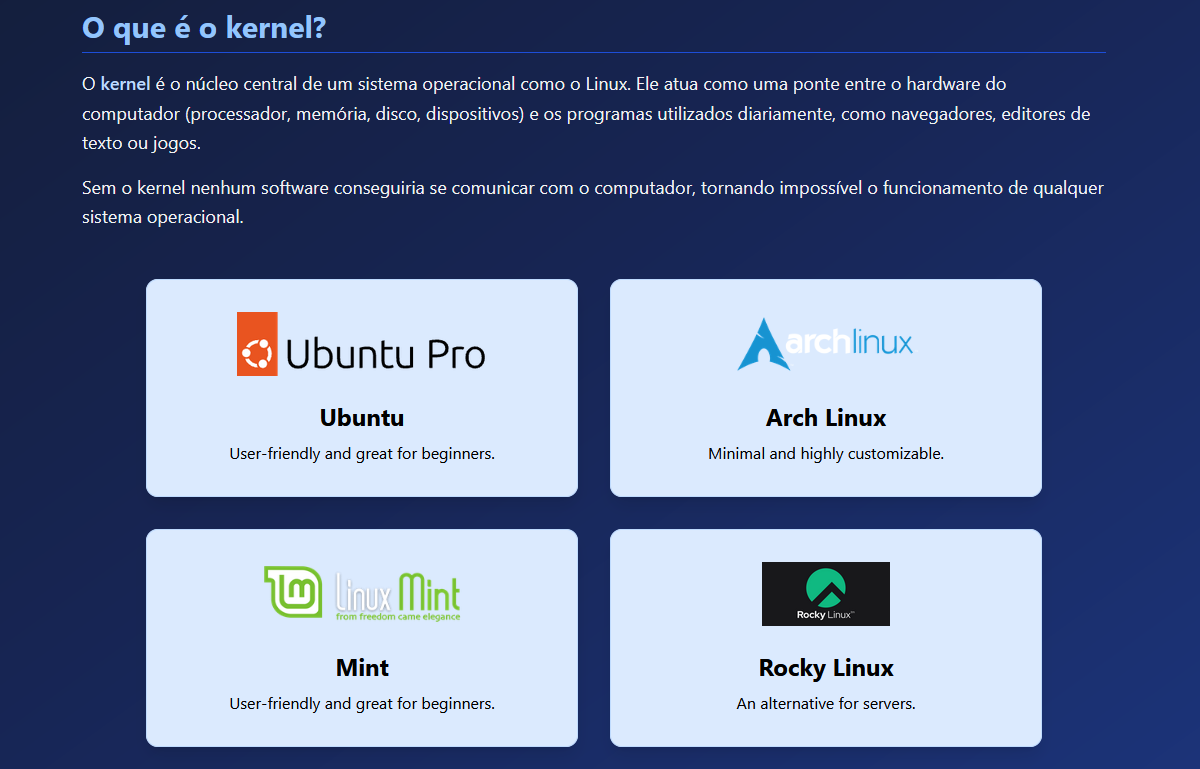 O que é o kernel?
O kernel é o núcleo central de um sistema operacional como o Linux. Ele atua como uma ponte entre o hardware do
computador (processador, memória, disco, dispositivos) e os programas utilizados diariamente, como navegadores, editores de
texto ou jogos.
Sem o kernel nenhum software conseguiria se comunicar com o computador, tornando impossível o funcionamento de qualquer
sistema operacional.
Ubuntu Pro
Ubuntu
User-friendly and great for beginners.
archlinux
Arch Linux
Minimal and highly customizable.
Linux Mint
from freedom came elegance
Mint
User-friendly and great for beginners.
Rocky Linux™
Rocky Linux
An alternative for servers.